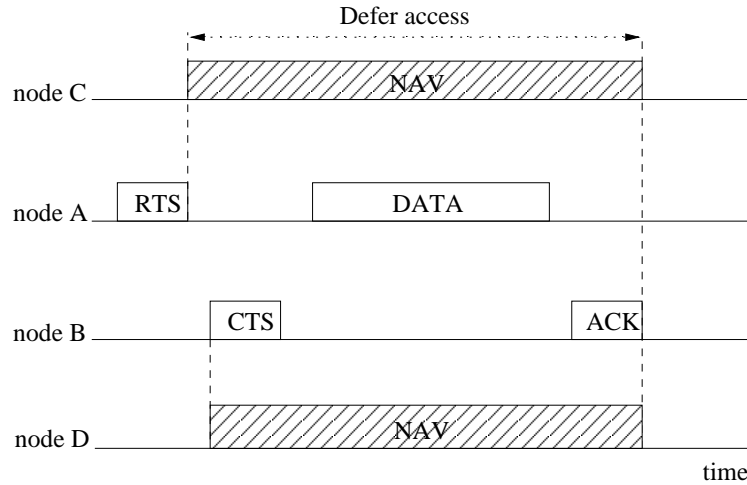 Defer access
NAV
node C
RTS
DATA
node A
CTS
ACK
node B
NAV
node D
time